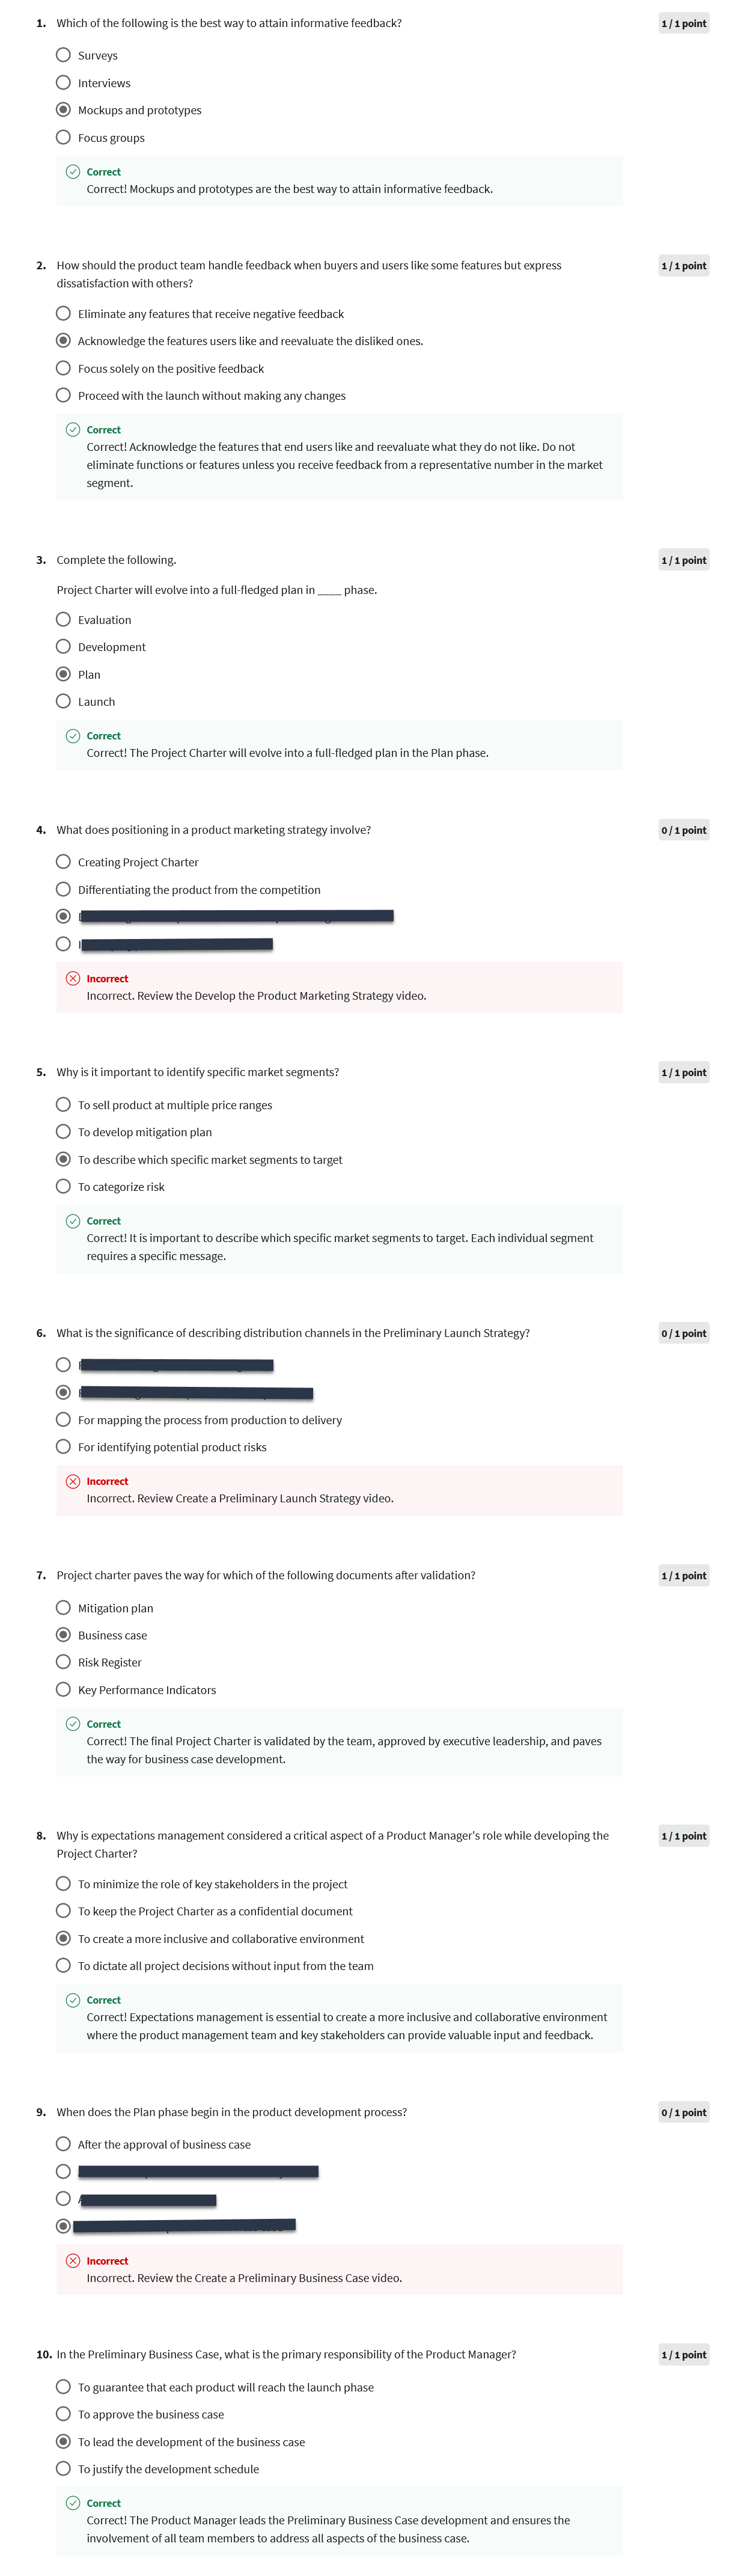 1. Which of the following is the best way to attain informative feedback? 1 / 1 point
Surveys
Interviews
Mockups and prototypes
Focus groups
Correct
Correct! Mockups and prototypes are the best way to attain informative feedback.
2. How should the product team handle feedback when buyers and users like some features but express 1 / 1 point
dissatisfaction with others?
Eliminate any features that receive negative feedback
Acknowledge the features users like and reevaluate the disliked ones.
Focus solely on the positive feedback
Proceed with the launch without making any changes
Correct
Correct! Acknowledge the features that end users like and reevaluate what they do not like. Do not
eliminate functions or features unless you receive feedback from a representative number in the market
segment.
3. Complete the following. 1 / 1 point
Project Charter will evolve into a full-fledged plan in ____ phase.
Evaluation
Development
Plan
Launch
Correct
Correct! The Project Charter will evolve into a full-fledged plan in the Plan phase.
4. What does positioning in a product marketing strategy involve? 0 / 1 point
Creating Project Charter
Differentiating the product from the competition
Incorrect
Incorrect. Review the Develop the Product Marketing Strategy video.
5. Why is it important to identify specific market segments? 1 / 1 point
To sell product at multiple price ranges
To develop mitigation plan
To describe which specific market segments to target
To categorize risk
Correct
Correct! It is important to describe which specific market segments to target. Each individual segment
requires a specific message.
6. What is the significance of describing distribution channels in the Preliminary Launch Strategy? 0 / 1 point
For mapping the process from production to delivery
For identifying potential product risks
Incorrect
Incorrect. Review Create a Preliminary Launch Strategy video.
7. Project charter paves the way for which of the following documents after validation? 1 / 1 point
Mitigation plan
Business case
Risk Register
Key Performance Indicators
Correct
Correct! The final Project Charter is validated by the team, approved by executive leadership, and paves
the way for business case development.
8. Why is expectations management considered a critical aspect of a Product Manager's role while developing the 1 / 1 point
Project Charter?
To minimize the role of key stakeholders in the project
To keep the Project Charter as a confidential document
To create a more inclusive and collaborative environment
To dictate all project decisions without input from the team
Correct
Correct! Expectations management is essential to create a more inclusive and collaborative environment
where the product management team and key stakeholders can provide valuable input and feedback.
9. When does the Plan phase begin in the product development process? 0 / 1 point
After the approval of business case
Incorrect
Incorrect. Review the Create a Preliminary Business Case video.
10. In the Preliminary Business Case, what is the primary responsibility of the Product Manager? 1 / 1 point
To guarantee that each product will reach the launch phase
To approve the business case
To lead the development of the business case
To justify the development schedule
Correct
Correct! The Product Manager leads the Preliminary Business Case development and ensures the
involvement of all team members to address all aspects of the business case.